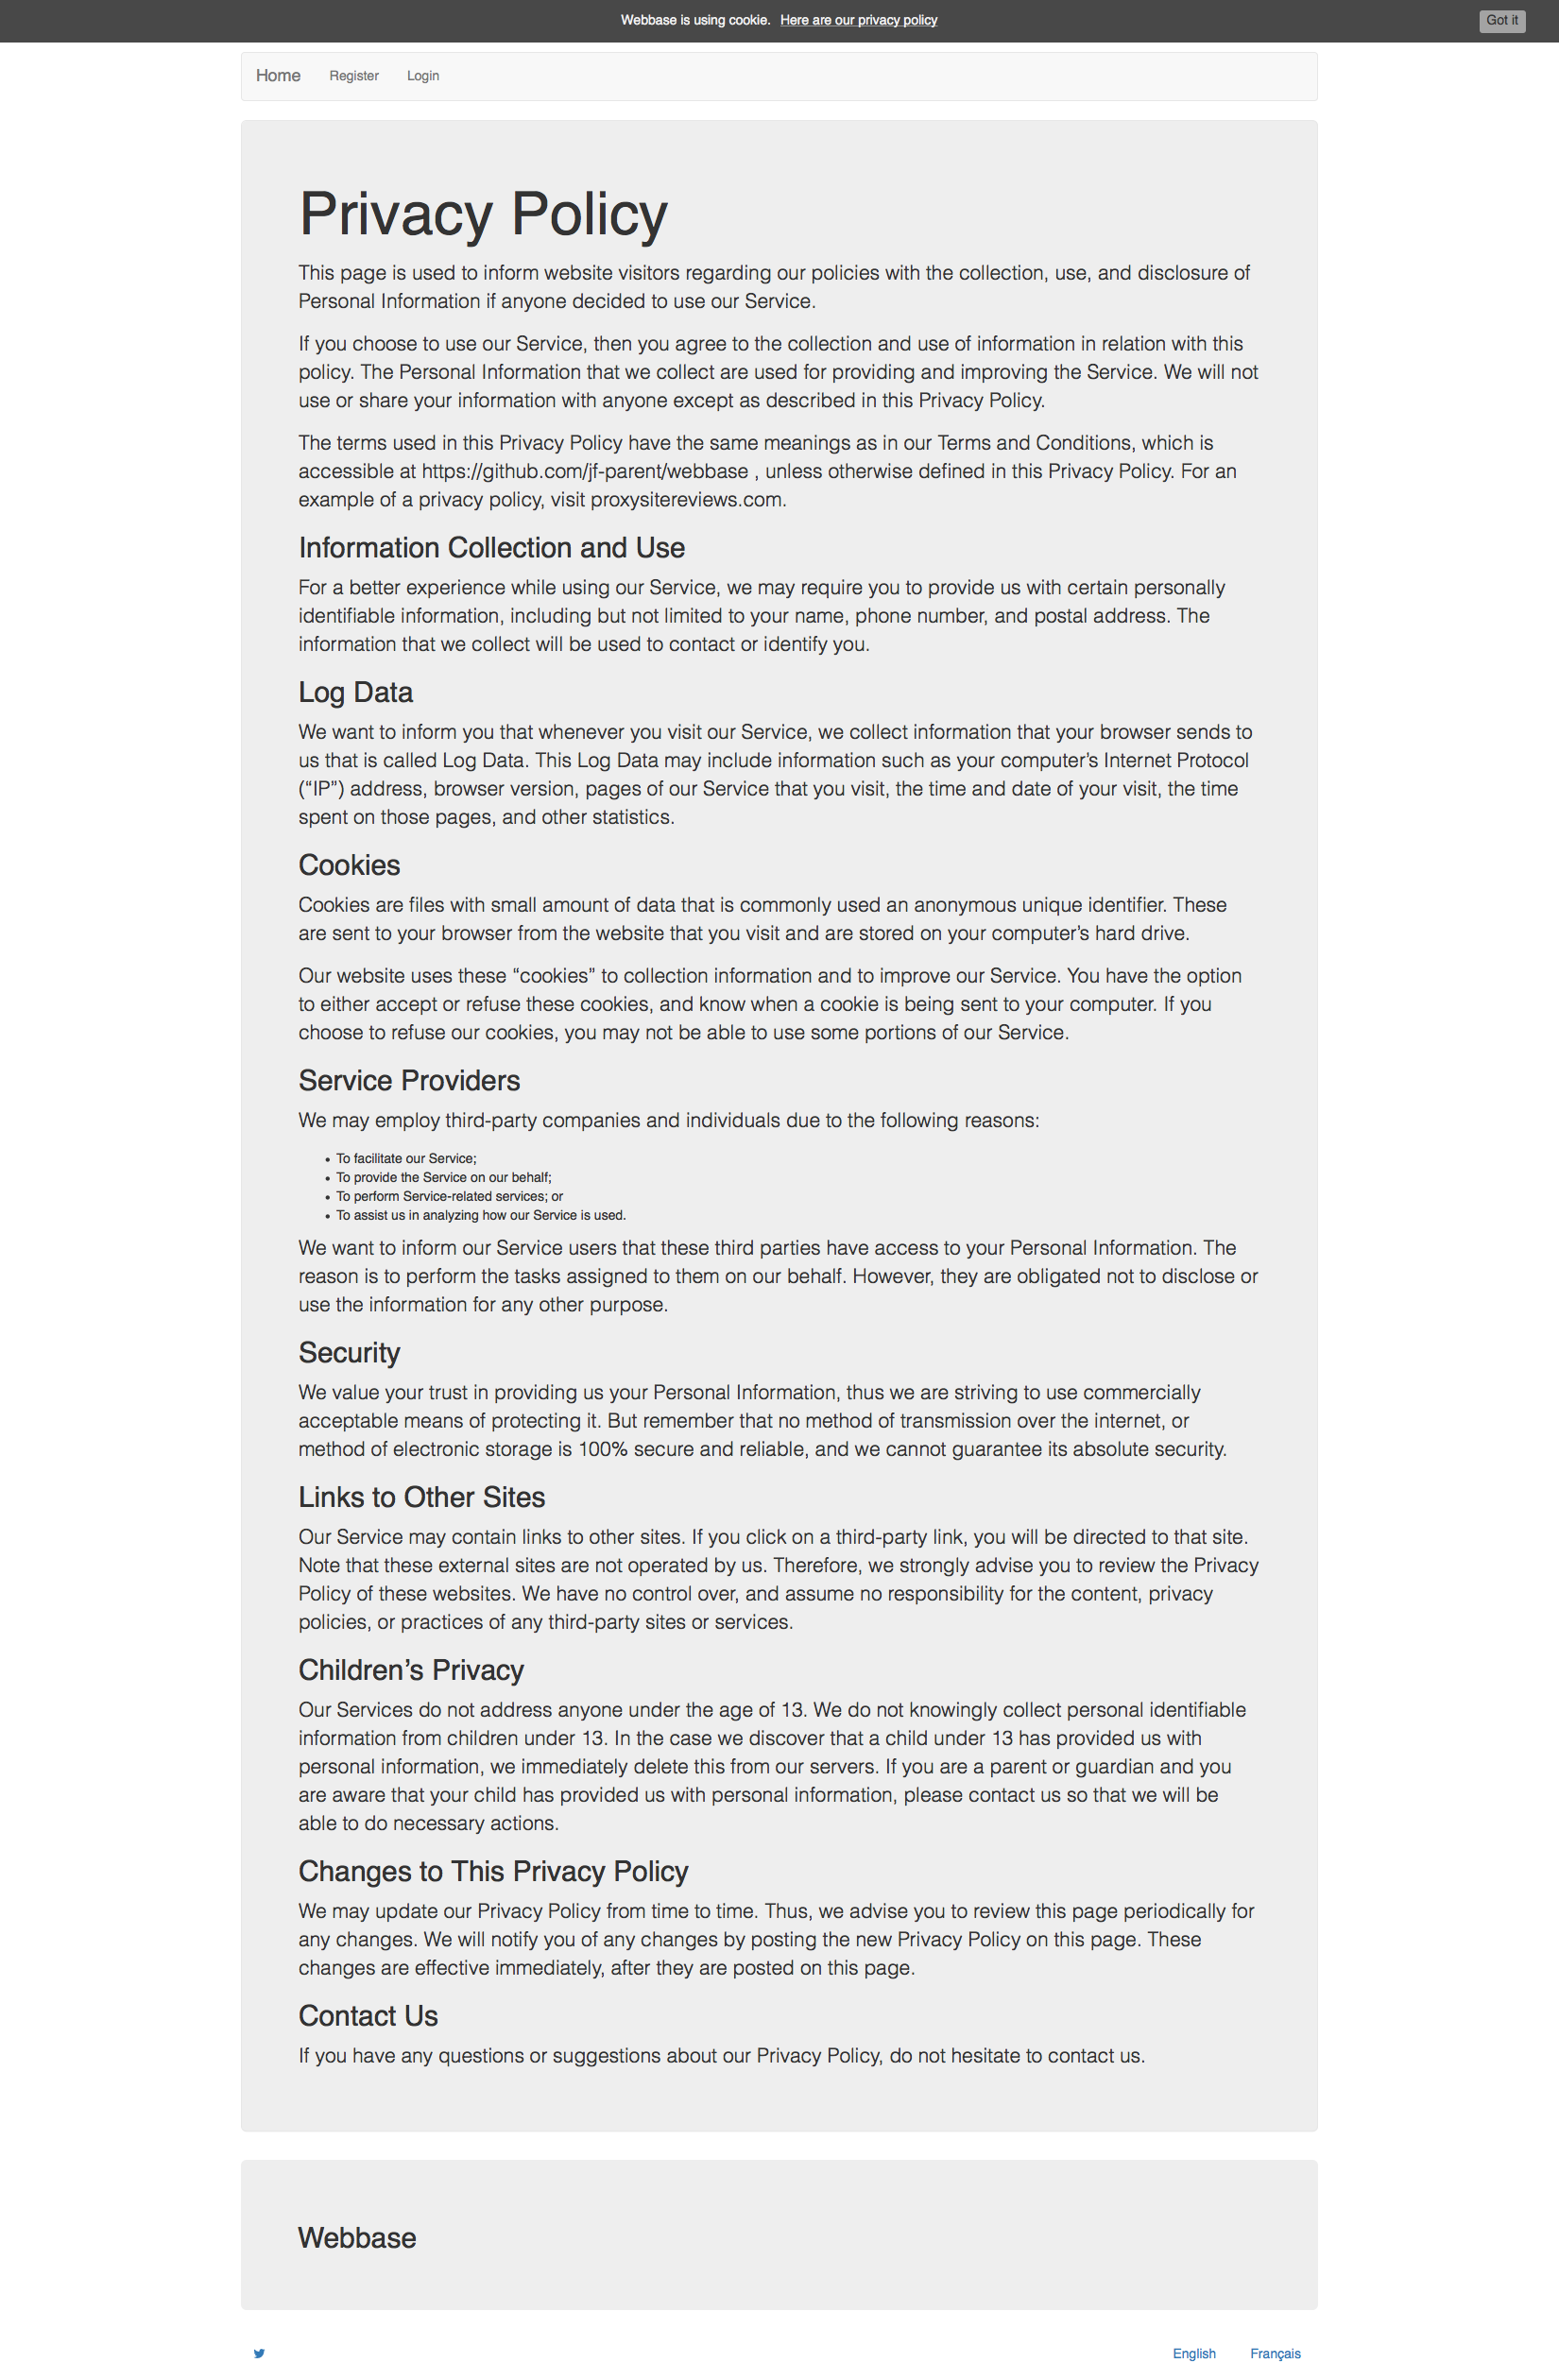 Webbase is using cookie. Here are our privacy policy Got it
Home Register Login
Privacy Policy
This page is used to inform website visitors regarding our policies with the collection, use, and disclosure of
Personal Information if anyone decided to use our Service.
If you choose to use our Service, then you agree to the collection and use of information in relation with this
policy. The Personal Information that we collect are used for providing and improving the Service. We will not
use or share your information with anyone except as described in this Privacy Policy.
The terms used in this Privacy Policy have the same meanings as in our Terms and Conditions, which is
accessible at https://github.com/jf-parent/webbase , unless otherwise defined in this Privacy Policy. For an
example of a privacy policy, visit proxysitereviews.com.
Information Collection and Use
For a better experience while using our Service, we may require you to provide us with certain personally
identifiable information, including but not limited to your name, phone number, and postal address. The
information that we collect will be used to contact or identify you.
Log Data
We want to inform you that whenever you visit our Service, we collect information that your browser sends to
us that is called Log Data. This Log Data may include information such as your computer’s Internet Protocol
(“IP”) address, browser version, pages of our Service that you visit, the time and date of your visit, the time
spent on those pages, and other statistics.
Cookies
Cookies are files with small amount of data that is commonly used an anonymous unique identifier. These
are sent to your browser from the website that you visit and are stored on your computer’s hard drive.
Our website uses these “cookies” to collection information and to improve our Service. You have the option
to either accept or refuse these cookies, and know when a cookie is being sent to your computer. If you
choose to refuse our cookies, you may not be able to use some portions of our Service.
Service Providers
We may employ third-party companies and individuals due to the following reasons:
• To facilitate our Service;
• To provide the Service on our behalf;
• To perform Service-related services; or
• To assist us in analyzing how our Service is used.
We want to inform our Service users that these third parties have access to your Personal Information. The
reason is to perform the tasks assigned to them on our behalf. However, they are obligated not to disclose or
use the information for any other purpose.
Security
We value your trust in providing us your Personal Information, thus we are striving to use commercially
acceptable means of protecting it. But remember that no method of transmission over the internet, or
method of electronic storage is 100% secure and reliable, and we cannot guarantee its absolute security.
Links to Other Sites
Our Service may contain links to other sites. If you click on a third-party link, you will be directed to that site.
Note that these external sites are not operated by us. Therefore, we strongly advise you to review the Privacy
Policy of these websites. We have no control over, and assume no responsibility for the content, privacy
policies, or practices of any third-party sites or services.
Children’s Privacy
Our Services do not address anyone under the age of 13. We do not knowingly collect personal identifiable
information from children under 13. In the case we discover that a child under 13 has provided us with
personal information, we immediately delete this from our servers. If you are a parent or guardian and you
are aware that your child has provided us with personal information, please contact us so that we will be
able to do necessary actions.
Changes to This Privacy Policy
We may update our Privacy Policy from time to time. Thus, we advise you to review this page periodically for
any changes. We will notify you of any changes by posting the new Privacy Policy on this page. These
changes are effective immediately, after they are posted on this page.
Contact Us
If you have any questions or suggestions about our Privacy Policy, do not hesitate to contact us.
Webbase
English Français